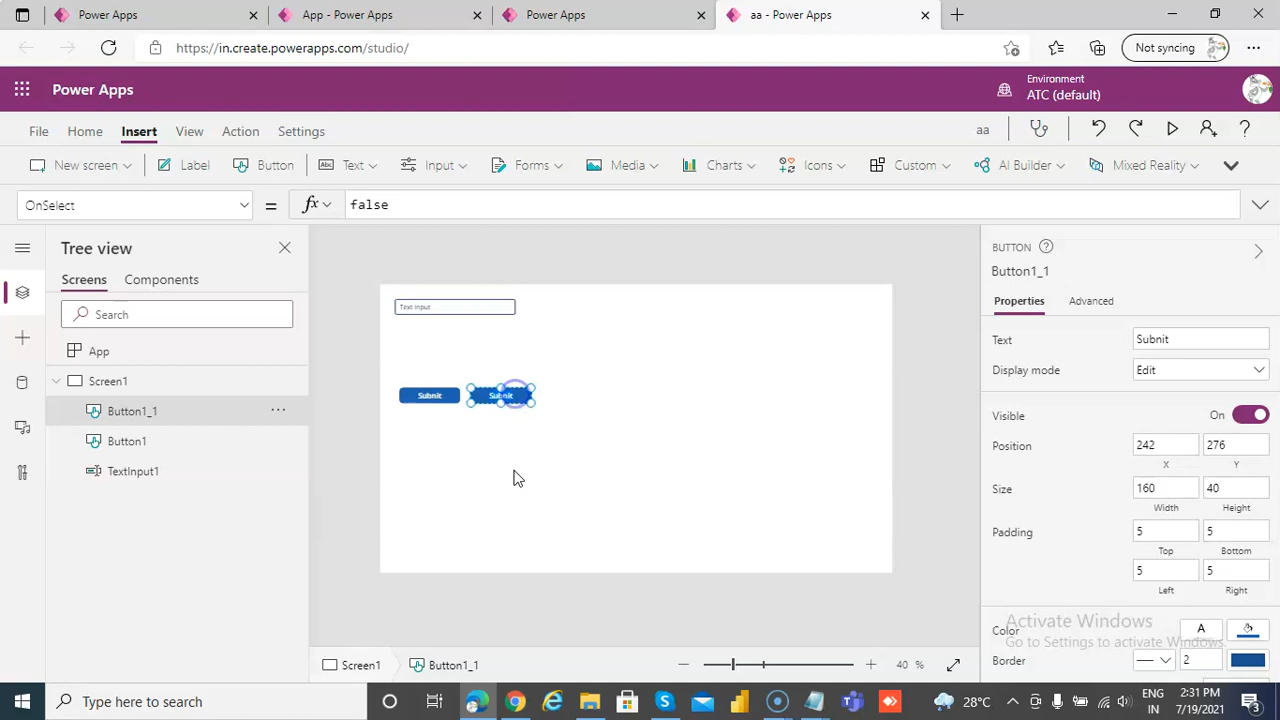 Power Apps
App - Power Apps
Power Apps
aa - Power Apps
https://in.create.powerapps.com/studio/
Not syncing
Power Apps
Environment
ATC (default)
File
Home
Insert
View
Action
Settings
aa
New screen
Label
Button
Text
Input
Forms
Media
Charts
Icons
Custom
AI Builder
Mixed Reality
OnSelect
=
fx
false
Tree view
Screens
Components
Search
App
Screen1
Button1_1
Button1
TextInput1
Text input
Subnit
Subnit
BUTTON
Button1_1
Properties
Advanced
Text
Subnit
Display mode
Edit
Visible
On
Position
242
276
X
Y
Size
160
40
Width
Height
Padding
5
5
Top
Bottom
5
5
Left
Right
Color
A
Border
2
Activate Windows
Go to Settings to activate Windows.
Screen1
Button1_1
40 %
Type here to search
28°C
ENG
IN
2:31 PM
7/19/2021
3